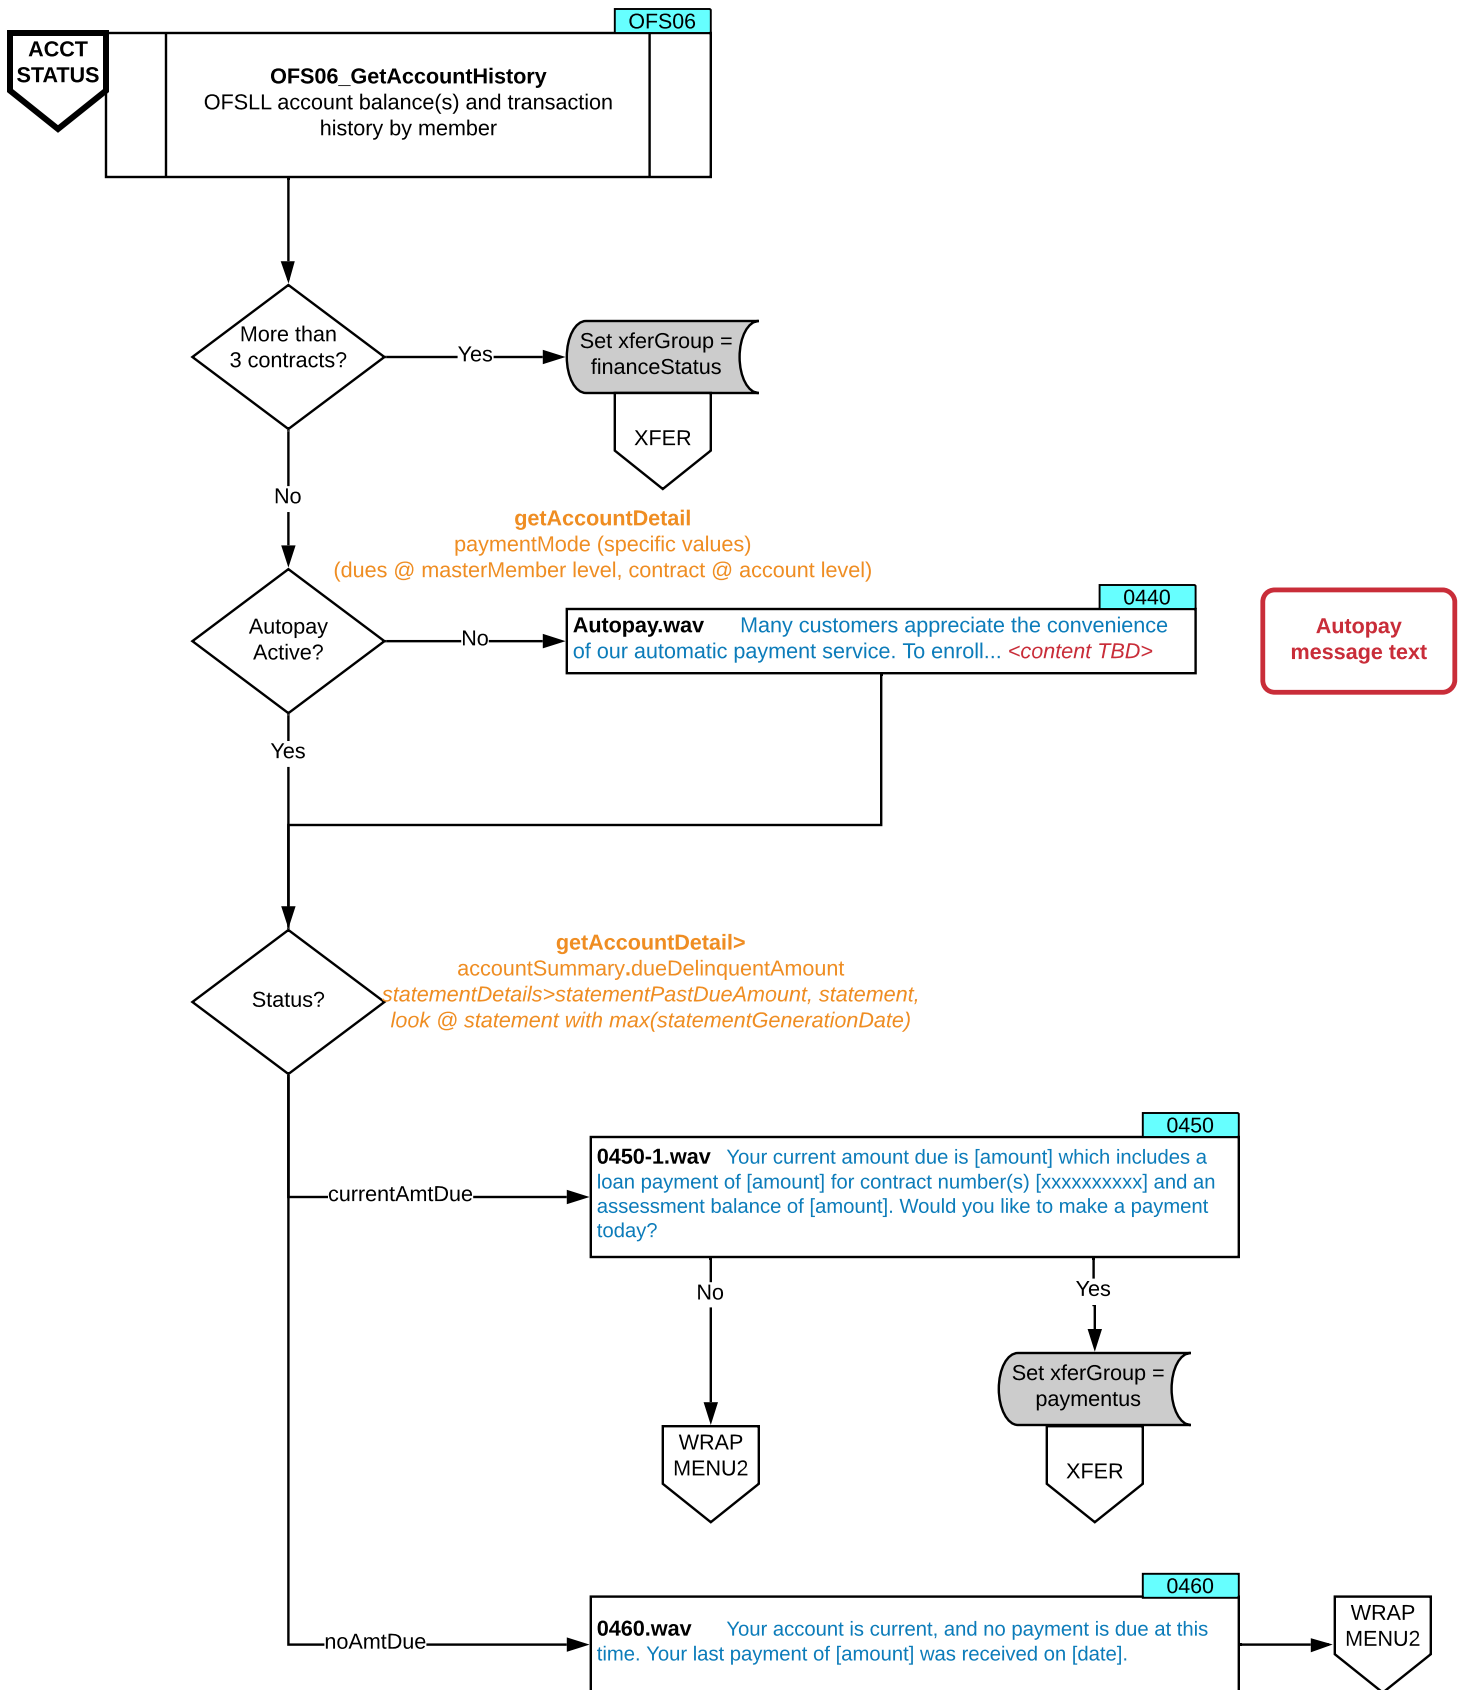 OFS06
ACCT
STATUS
OFS06_GetAccountHistory
OFSLL account balance(s) and transaction
history by member
More than
3 contracts?
Yes
Set xferGroup =
financeStatus
XFER
No
getAccountDetail
paymentMode (specific values)
(dues @ masterMember level, contract @ account level)
Autopay
Active?
No
0440
Autopay.wav Many customers appreciate the convenience
of our automatic payment service. To enroll... <content TBD>
Autopay
message text
Yes
Status?
getAccountDetail>
accountSummary.dueDelinquentAmount
statementDetails>statementPastDueAmount, statement,
look @ statement with max(statementGenerationDate)
currentAmtDue
0450
0450-1.wav Your current amount due is [amount] which includes a
loan payment of [amount] for contract number(s) [xxxxxxxxxx] and an
assessment balance of [amount]. Would you like to make a payment
today?
No
Yes
Set xferGroup =
paymentus
WRAP
MENU2
XFER
noAmtDue
0460
0460.wav Your account is current, and no payment is due at this
time. Your last payment of [amount] was received on [date].
WRAP
MENU2